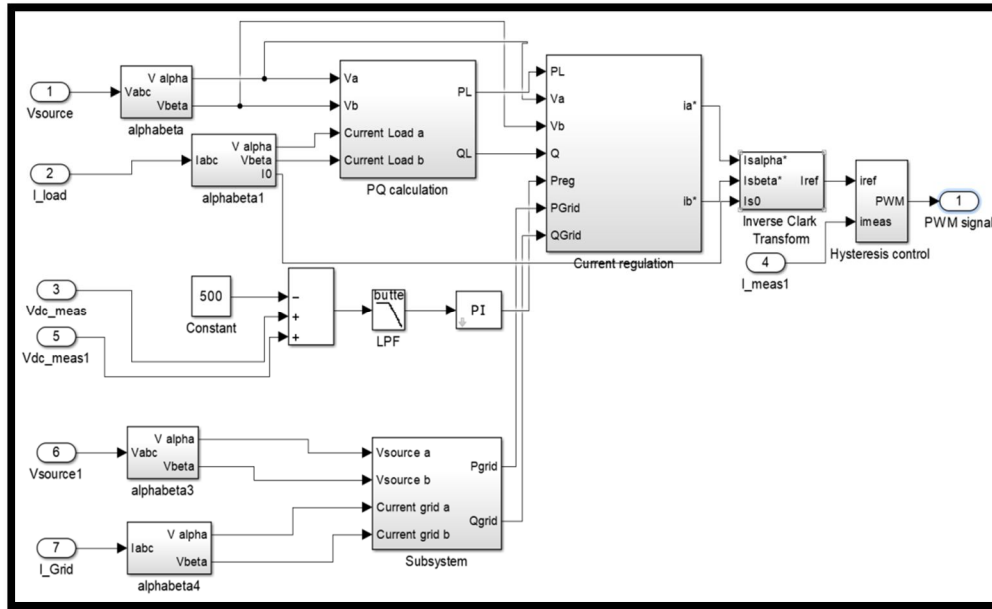 1
Vsource
Vabc
V alpha
Vbeta
alphabeta
2
I_load
Iabc
V alpha
Vbeta
I0
alphabeta1
Va
Vb
Current Load a
Current Load b
PL
QL
PQ calculation
PL
Va
Vb
Q
Preg
PGrid
QGrid
ia*
ib*
Current regulation
Isalpha*
Isbeta*
Is0
Iref
Inverse Clark
Transform
iref
PWM
imeas
Hysteresis control
1
PWM signal
4
I_meas1
3
Vdc_meas
5
Vdc_meas1
500
Constant
−
+
+
butte
LPF
PI
6
Vsource1
Vabc
V alpha
Vbeta
alphabeta3
7
I_Grid
Iabc
V alpha
Vbeta
alphabeta4
Vsource a
Vsource b
Current grid a
Current grid b
Pgrid
Qgrid
Subsystem